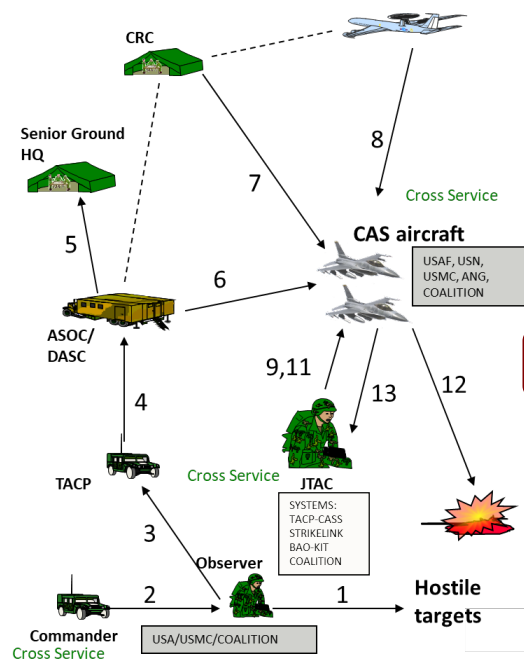 CRC
8
Senior Ground
HQ
7
Cross Service
CAS aircraft
USAF, USN,
USMC, ANG,
COALITION
5
6
ASOC/
DASC
9,11
13
12
4
Cross Service
TACP
JTAC
SYSTEMS:
TACP-CASS
STRIKELINK
BAO-KIT
COALITION
3
Observer
2
1
Hostile
targets
Commander
USA/USMC/COALITION
Cross Service